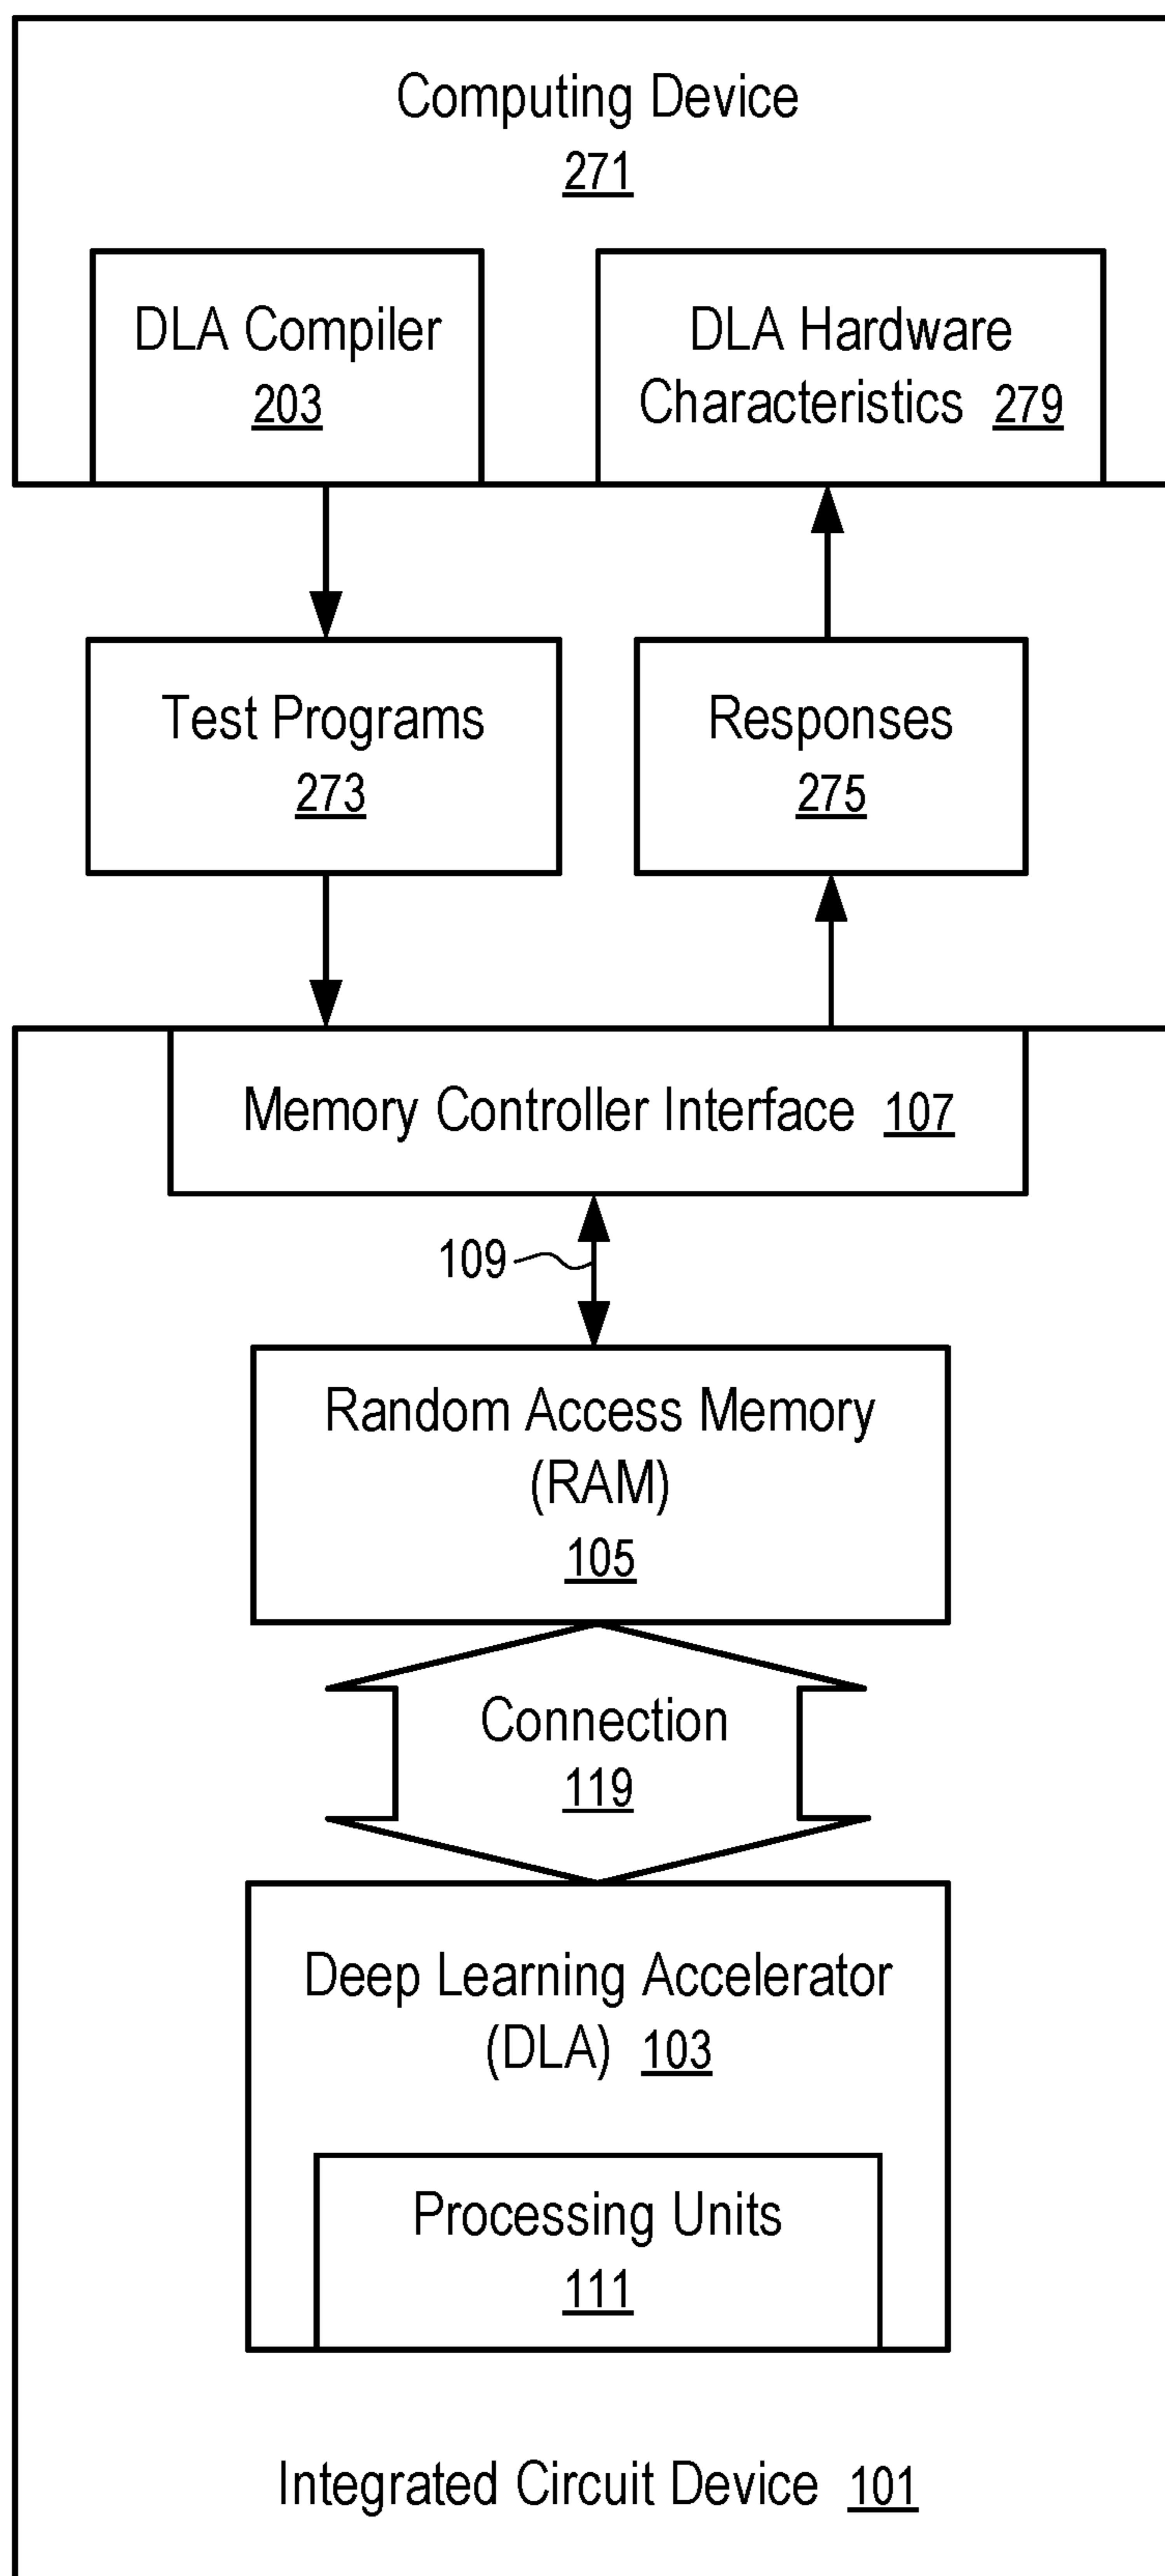 Computing Device
271
DLA Compiler
203
DLA Hardware
Characteristics 279
Test Programs
273
Responses
275
Memory Controller Interface 107
109
Random Access Memory
(RAM)
105
Connection
119
Deep Learning Accelerator
(DLA) 103
Processing Units
111
Integrated Circuit Device 101